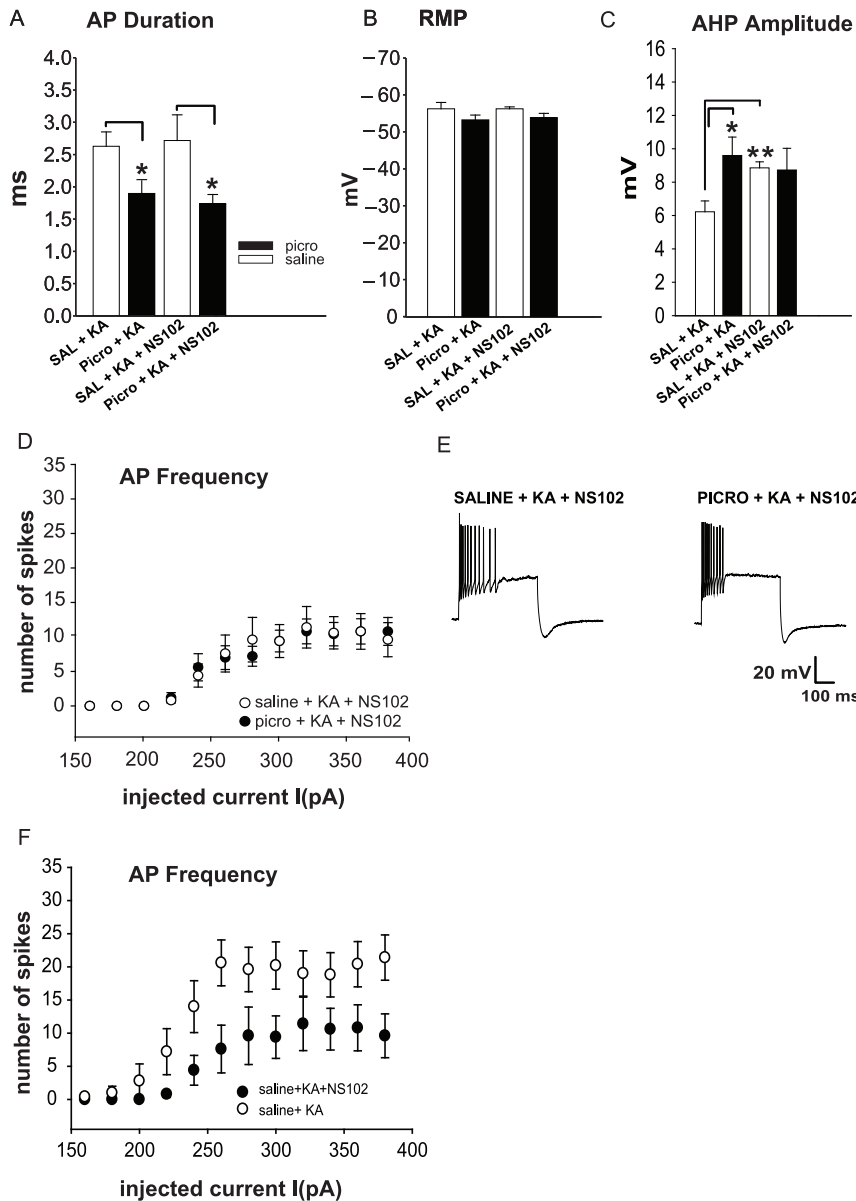 A
AP Duration
4.0
3.5
3.0
2.5
2.0
1.5
1.0
0.5
0.0
ms
*
*
picro
saline
SAL + KA
Picro + KA
SAL + KA + NS102
Picro + KA + NS102
B
RMP
–70
–60
–50
–40
–30
–20
–10
0
mV
SAL + KA
Picro + KA
SAL + KA + NS102
Picro + KA + NS102
C
AHP Amplitude
16
14
12
10
8
6
4
2
0
mV
*
**
SAL + KA
Picro + KA
SAL + KA + NS102
Picro + KA + NS102
D
AP Frequency
35
30
25
20
15
10
5
0
number of spikes
saline + KA + NS102
picro + KA + NS102
150 200 250 300 350 400
injected current I(pA)
E
SALINE + KA + NS102
PICRO + KA + NS102
20 mV
100 ms
F
AP Frequency
35
30
25
20
15
10
5
0
number of spikes
saline+KA+NS102
saline+ KA
150 200 250 300 350 400
injected current I(pA)